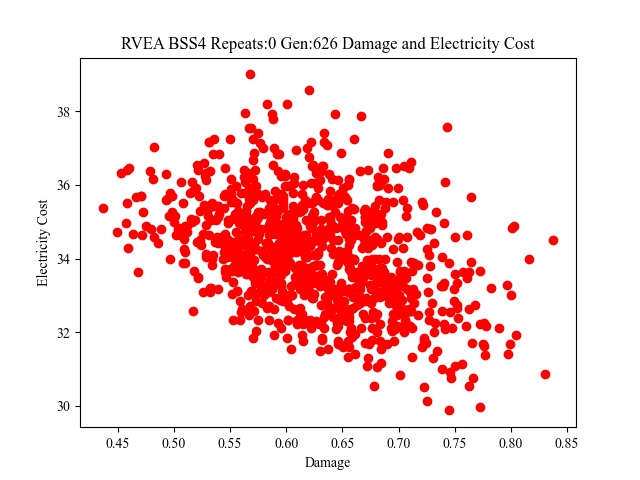 RVEA BSS4 Repeats:0 Gen:626 Damage and Electricity Cost
38
36
34
32
30
Electricity Cost
0.45 0.50 0.55 0.60 0.65 0.70 0.75 0.80 0.85
Damage